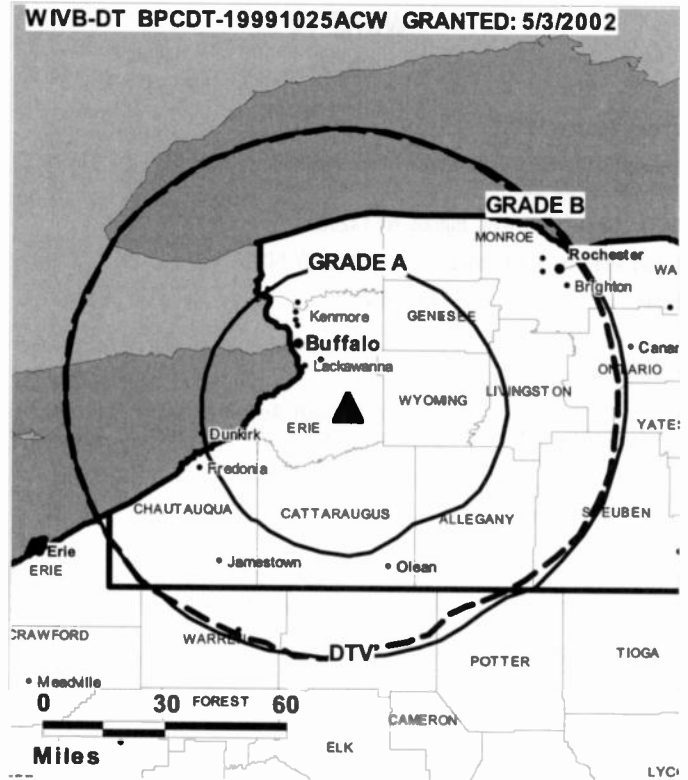 WIVB-DT BPCDT-19991025ACW GRANTED: 5/3/2002
GRADE B
MONROE
Rochester
WA
GRADE A
Brighton
Kenmore
GENESEE
Buffalo
Canan
Lackawanna
ONTARIO
WYOMING
LIVINGSTON
ERIE
YATES
Dunkirk
Fredonia
CHAUTAUQUA
CATTARAUGUS
ALLEGANY
STEUBEN
Erie
Jamestown
Olean
ERIE
CRAWFORD
WARREN
DTV
TIOGA
POTTER
Meadville
0 30 60
FOREST
CAMERON
Miles
ELK
LYC